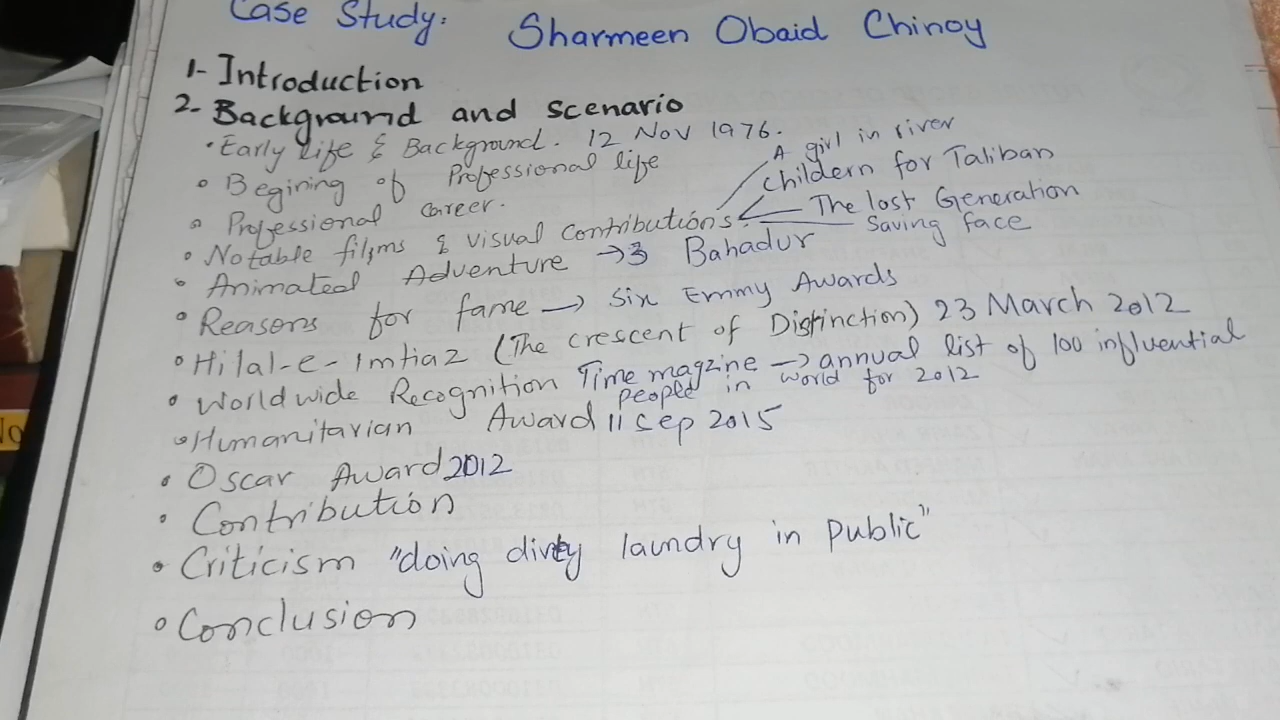 Case Study: Sharmeen Obaid Chinoy
1- Introduction
2- Background and scenario
• Early life & Background. 12 Nov 1976.
• Begining of Professional life
• Professional Career.
• Notable films & visual contributions.
A girl in river
Childern for Taliban
The lost Generation
Saving face
• Animated Adventure → 3 Bahadur
• Reasons for fame → Six Emmy Awards
• Hilal-e-Imtiaz (The crescent of Distinction) 23 March 2012
• Worldwide Recognition Time magzine → annual list of 100 influential
people in world for 2012
• Humanitarian Award 11 Sep 2015
• Oscar Award 2012
• Contribution
• Criticism "doing dirty laundry in public"
• Conclusion
No